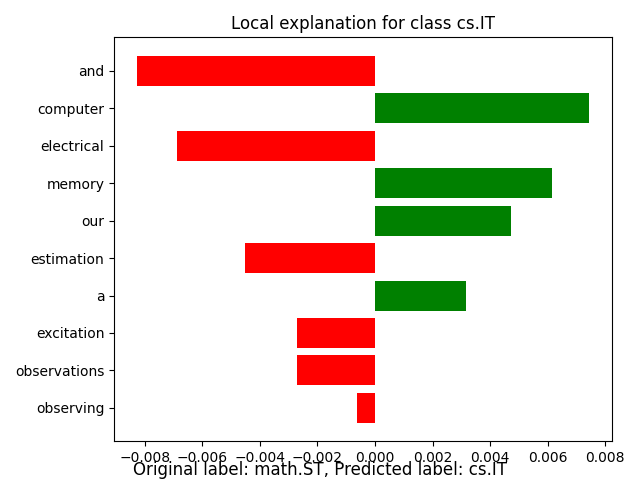 Local explanation for class cs.IT
and
computer
electrical
memory
our
estimation
a
excitation
observations
observing
−0.008 −0.006 −0.004 −0.002 0.000 0.002 0.004 0.006 0.008
Original label: math.ST, Predicted label: cs.IT